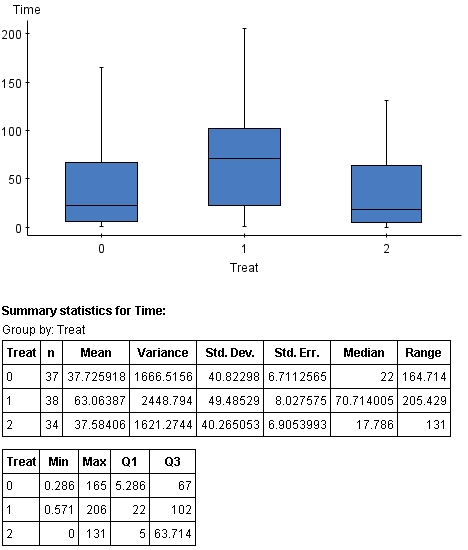 Time
200
150
100
50
0
0 1 2
Treat
Summary statistics for Time:
Group by: Treat
Treat n Mean Variance Std. Dev. Std. Err. Median Range
0 37 37.725918 1666.5156 40.82298 6.7112565 22 164.714
1 38 63.06387 2448.794 49.48529 8.027575 70.714005 205.429
2 34 37.58406 1621.2744 40.265053 6.9053993 17.786 131
Treat Min Max Q1 Q3
0 0.286 165 5.286 67
1 0.571 206 22 102
2 0 131 5 63.714